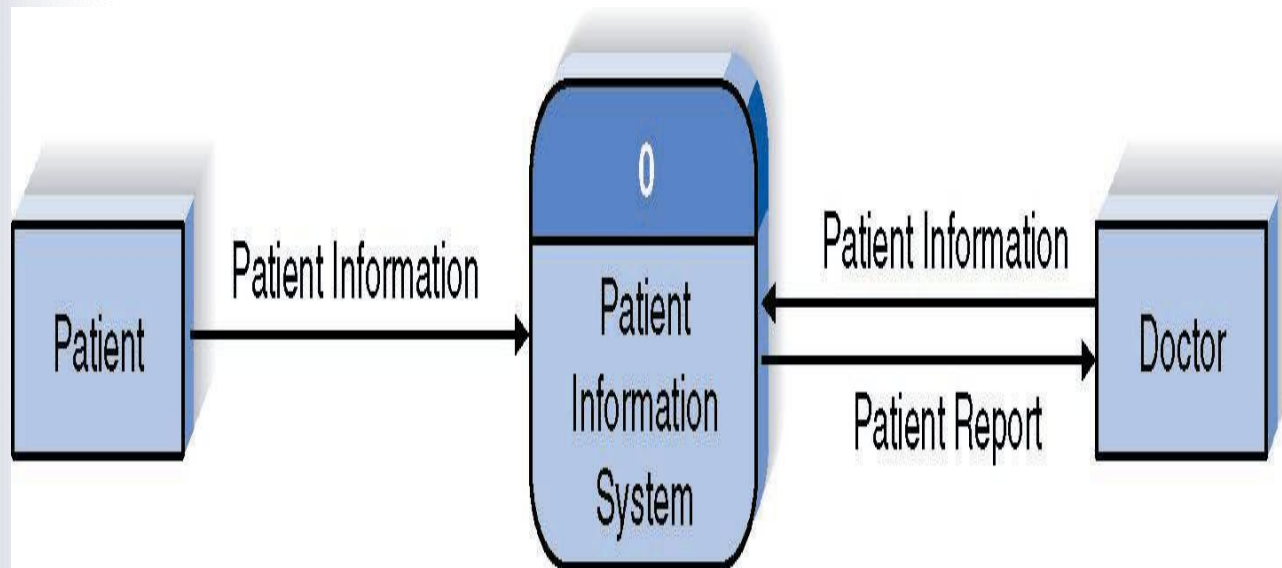 Patient
Patient Information
0
Patient
Information
System
Patient Information
Patient Report
Doctor